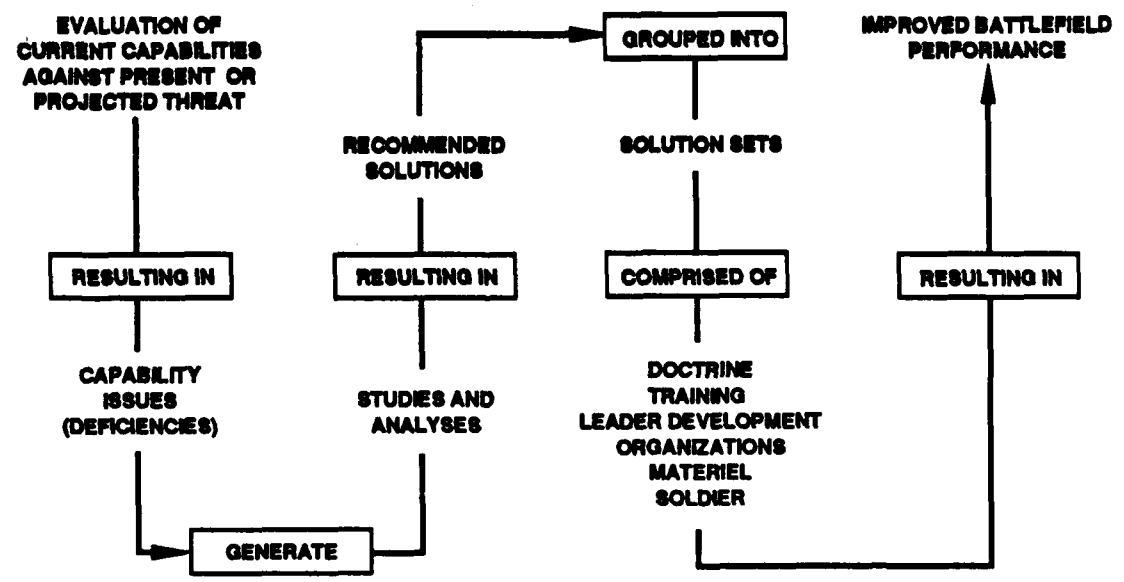 EVALUATION OF
CURRENT CAPABILITIES
AGAINST PRESENT OR
PROJECTED THREAT
RESULTING IN
CAPABILITY
ISSUES
(DEFICIENCIES)
GENERATE
STUDIES AND
ANALYSES
RESULTING IN
RECOMMENDED
SOLUTIONS
GROUPED INTO
SOLUTION SETS
COMPRISED OF
DOCTRINE
TRAINING
LEADER DEVELOPMENT
ORGANIZATIONS
MATERIEL
SOLDIER
RESULTING IN
IMPROVED BATTLEFIELD
PERFORMANCE